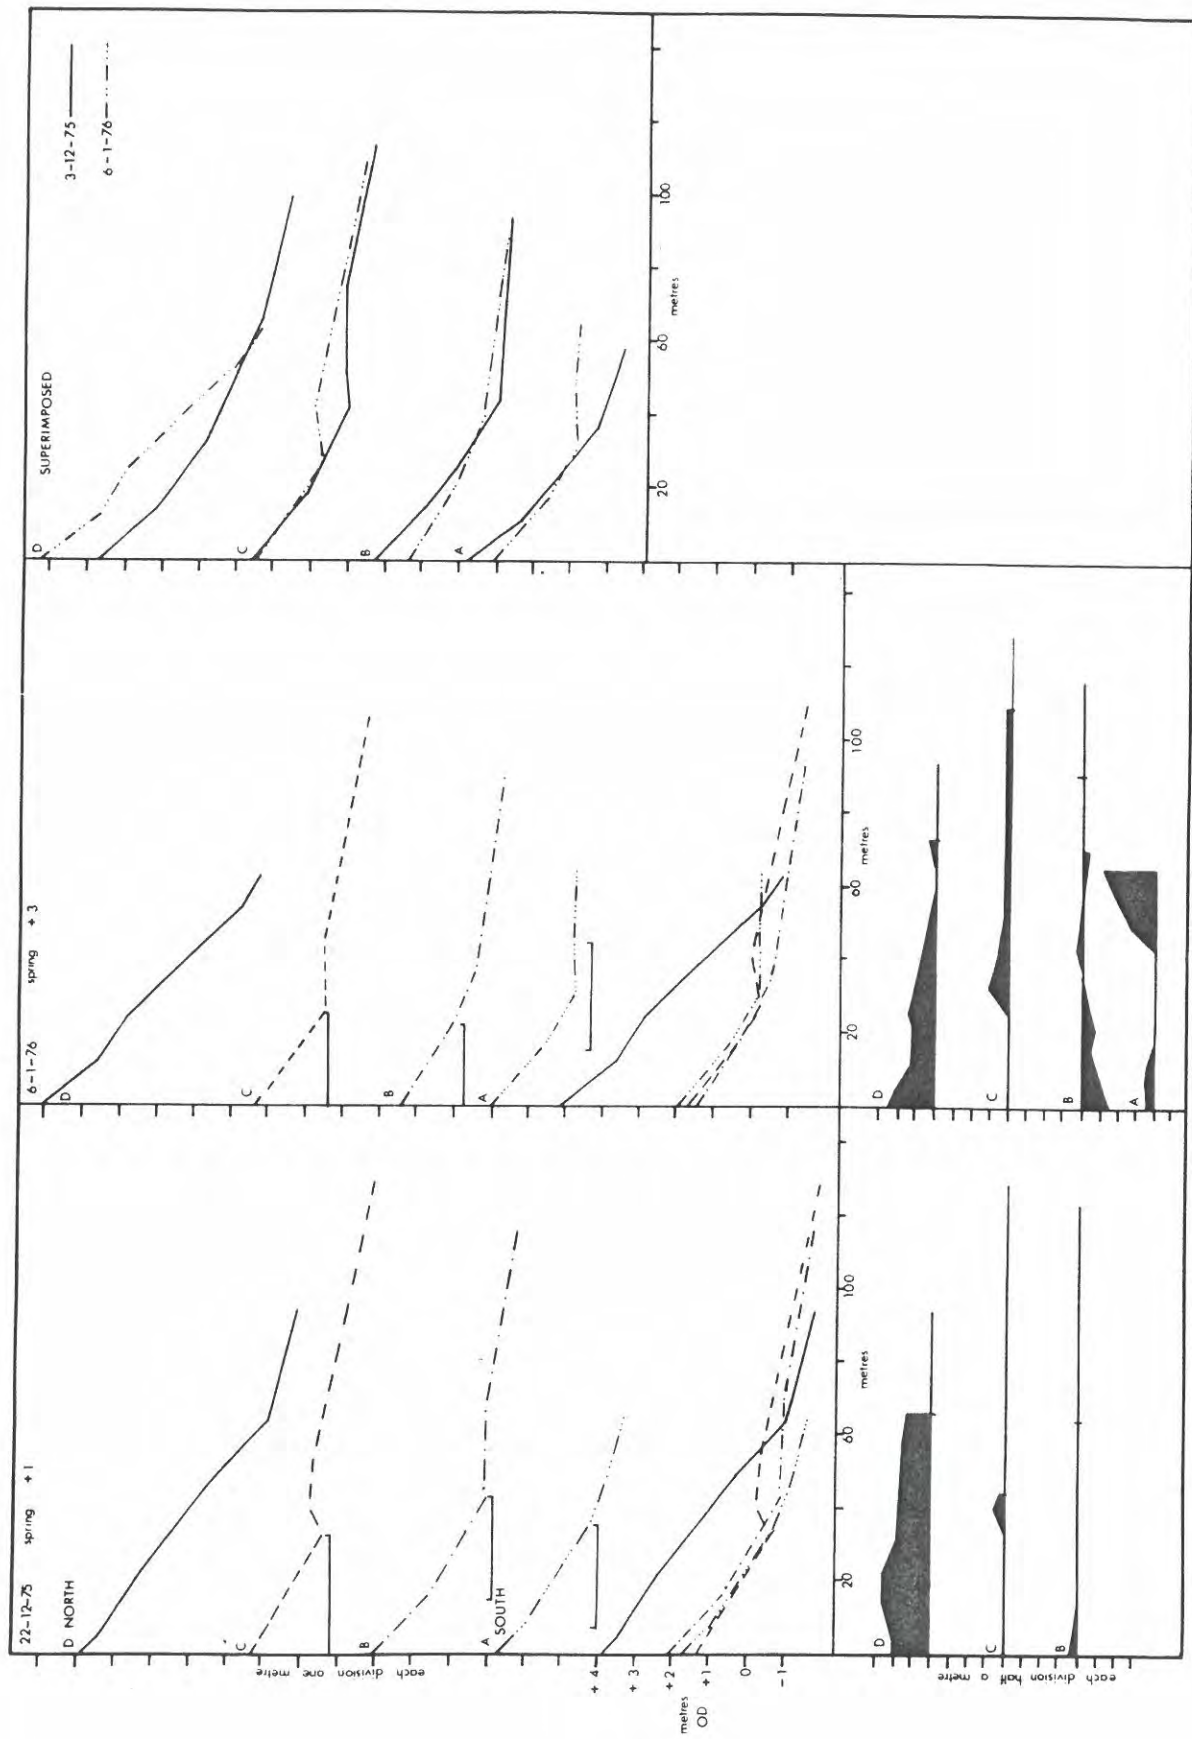 22-12-75 spring +1
D NORTH
C
B
A SOUTH
each division one metre
+4
+3
+2
+1
0
-1
metres
OD
20 60 100
metres
D
C
B
each division half a metre
6-1-76 spring +3
D
C
B
A
20 60 100
metres
D
C
B
A
SUPERIMPOSED
3-12-75
6-1-76
D
C
B
A
20 60 100
metres